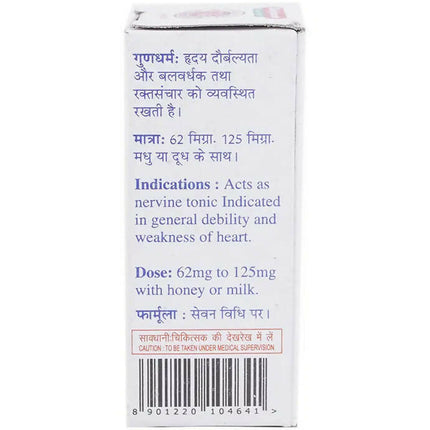 गुणधर्म: हृदय दौर्बल्यता
और बलवर्धक तथा
रक्तसंचार को व्यवस्थित
रखती है।
मात्रा: 62 मिग्रा. 125 मिग्रा.
मधु या दूध के साथ।
Indications : Acts as
nervine tonic Indicated
in general debility and
weakness of heart.
Dose: 62mg to 125mg
with honey or milk.
फार्मूला : सेवन विधि पर।
सावधानी:चिकित्सक की देखरेख में लें
CAUTION : TO BE TAKEN UNDER MEDICAL SUPERVISION
8 901220 104641 >